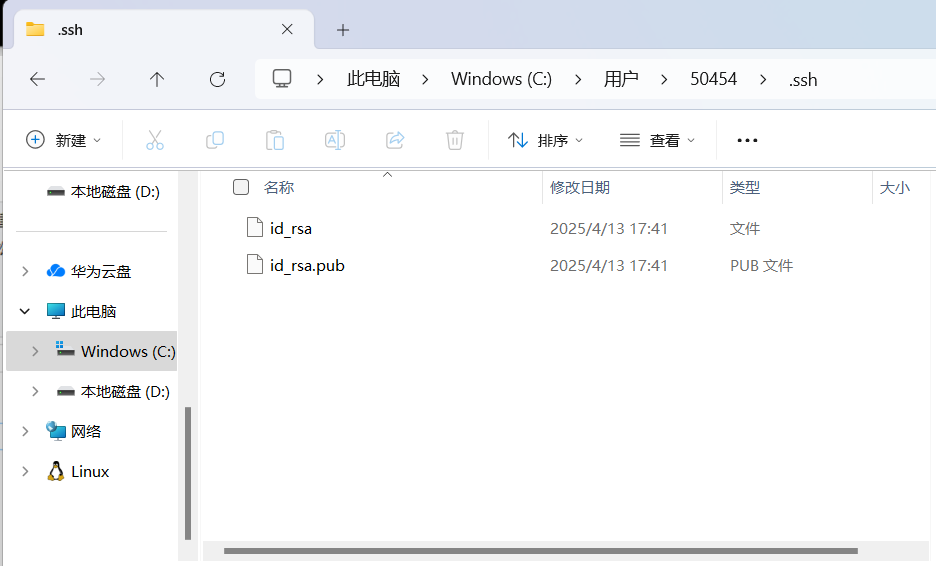 .ssh
此电脑 Windows (C:) 用户 50454 .ssh
新建 排序 查看
名称 修改日期 类型 大小
id_rsa 2025/4/13 17:41 文件
id_rsa.pub 2025/4/13 17:41 PUB 文件
本地磁盘 (D:)
华为云盘
此电脑
Windows (C:)
本地磁盘 (D:)
网络
Linux